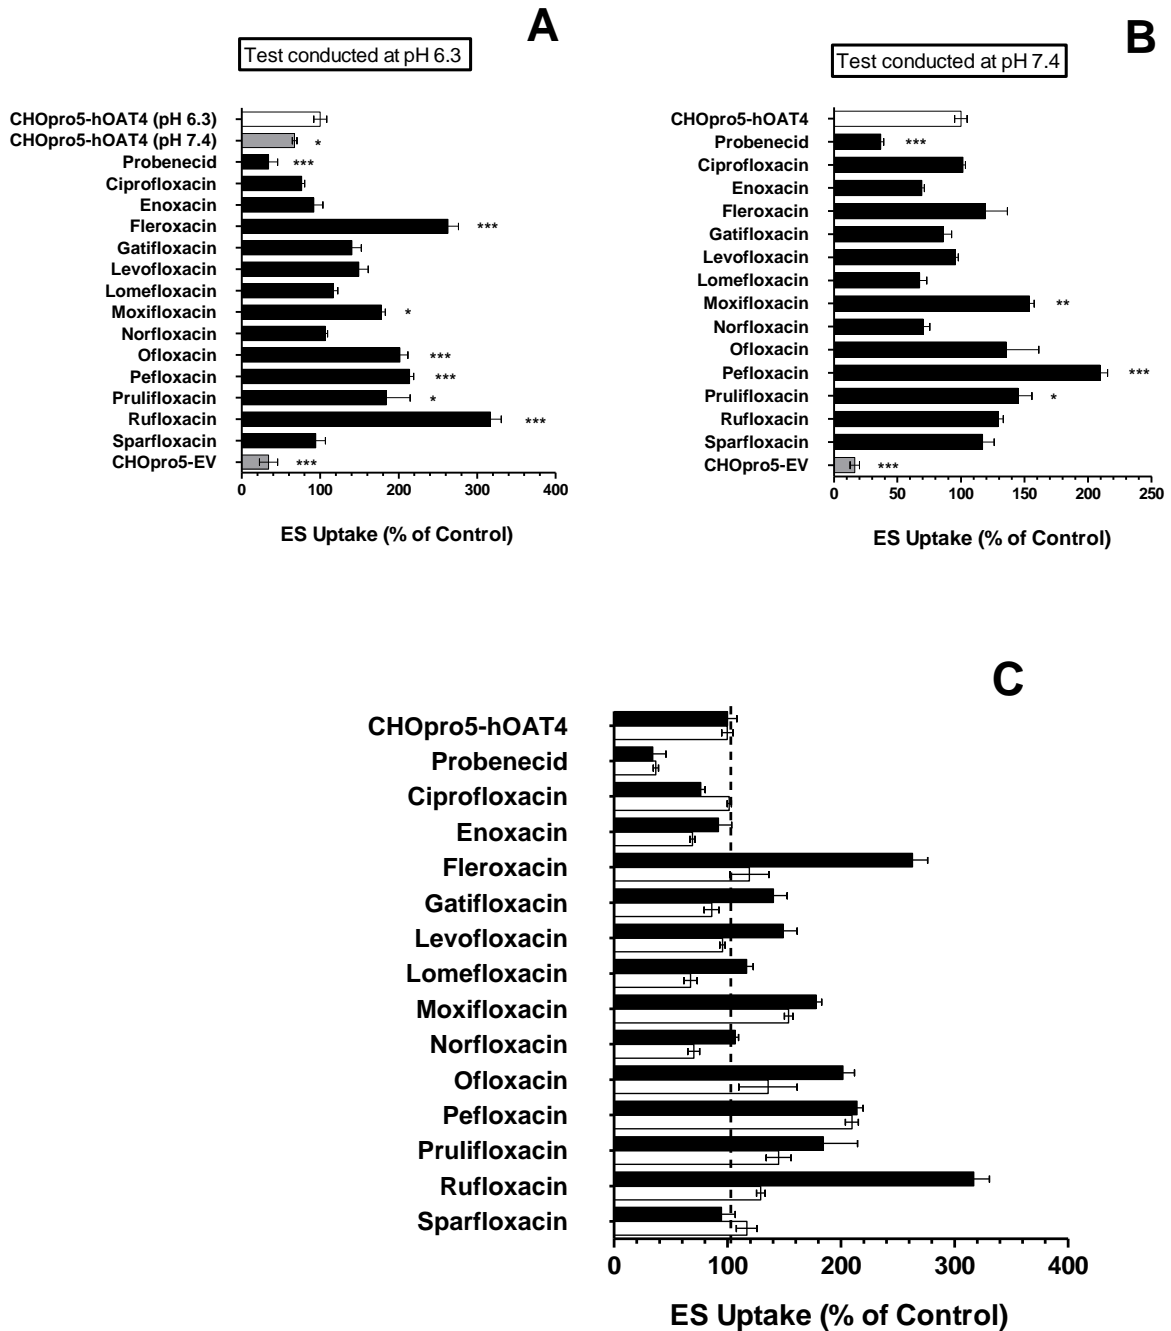 A
Test conducted at pH 6.3
CHOpro5-hOAT4 (pH 6.3)
CHOpro5-hOAT4 (pH 7.4) *
Probenecid ***
Ciprofloxacin
Enoxacin
Fleroxacin ***
Gatifloxacin
Levofloxacin
Lomefloxacin
Moxifloxacin *
Norfloxacin
Ofloxacin ***
Pefloxacin ***
Prulifloxacin *
Rufloxacin ***
Sparfloxacin
CHOpro5-EV ***
0 100 200 300 400
ES Uptake (% of Control)
B
Test conducted at pH 7.4
CHOpro5-hOAT4
Probenecid ***
Ciprofloxacin
Enoxacin
Fleroxacin
Gatifloxacin
Levofloxacin
Lomefloxacin
Moxifloxacin **
Norfloxacin
Ofloxacin
Pefloxacin ***
Prulifloxacin *
Rufloxacin
Sparfloxacin
CHOpro5-EV ***
0 50 100 150 200 250
ES Uptake (% of Control)
C
CHOpro5-hOAT4
Probenecid
Ciprofloxacin
Enoxacin
Fleroxacin
Gatifloxacin
Levofloxacin
Lomefloxacin
Moxifloxacin
Norfloxacin
Ofloxacin
Pefloxacin
Prulifloxacin
Rufloxacin
Sparfloxacin
0 100 200 300 400
ES Uptake (% of Control)